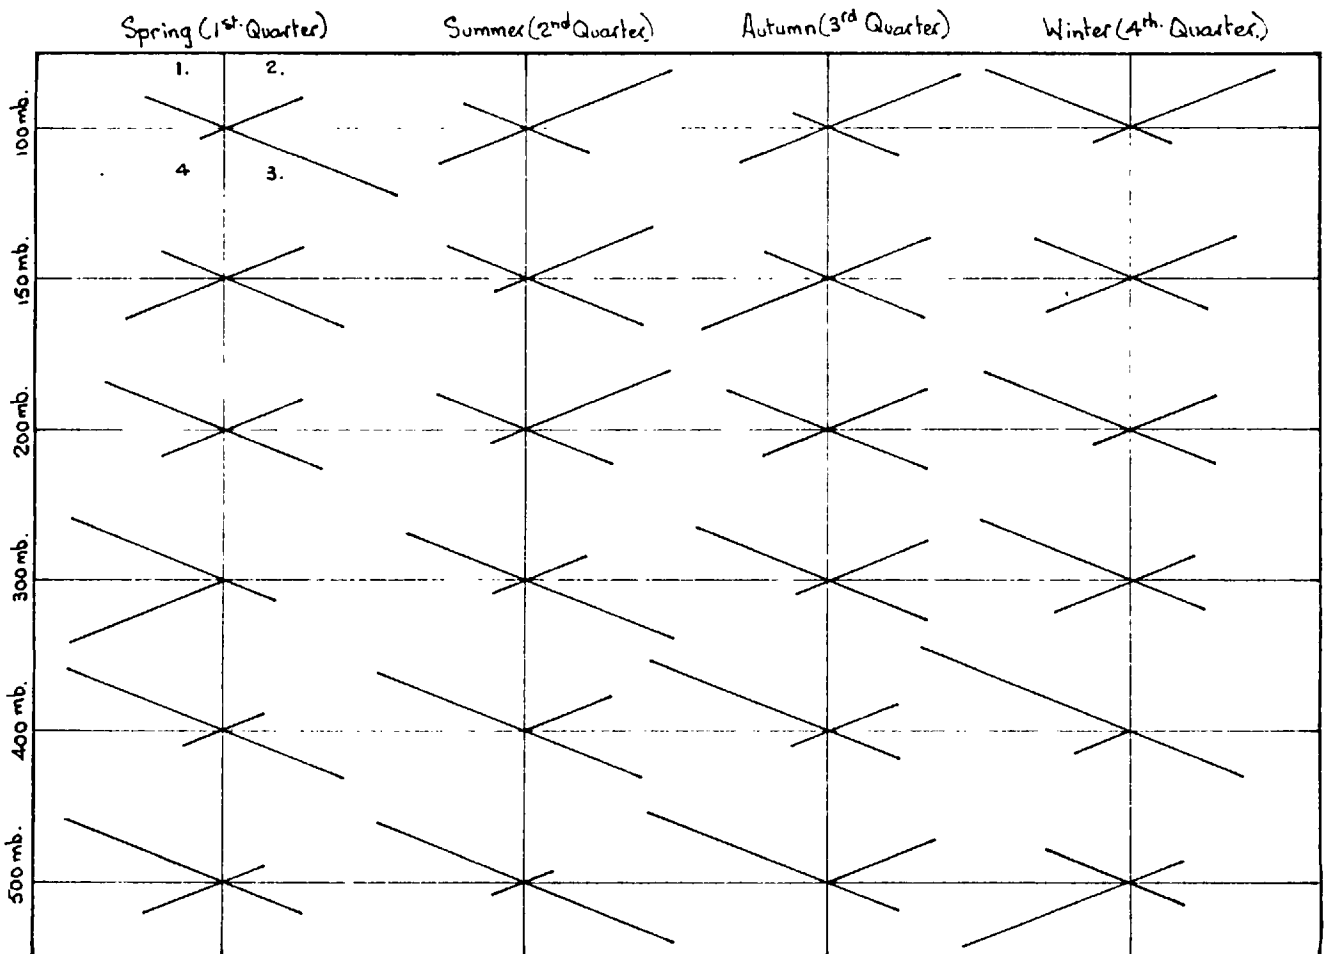 Spring (1st. Quarter) Summer (2nd Quarter) Autumn (3rd Quarter) Winter (4th. Quarter.)
1. 2.
4 3.
100 mb.
150 mb.
200 mb.
300 mb.
400 mb.
500 mb.